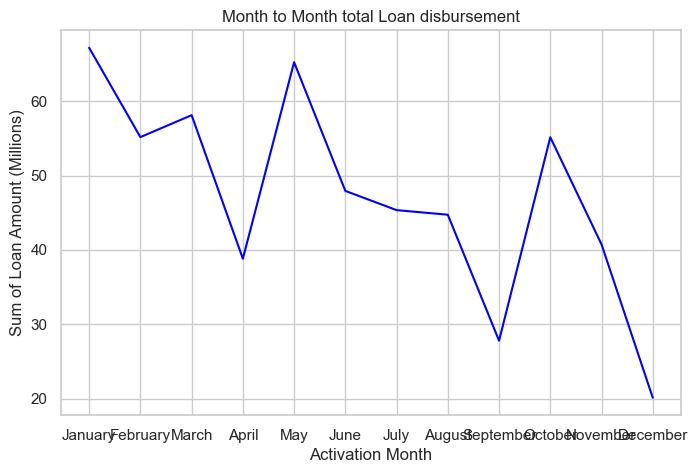 Month to Month total Loan disbursement
Sum of Loan Amount (Millions)
60
50
40
30
20
January February March April May June July August September October November December
Activation Month